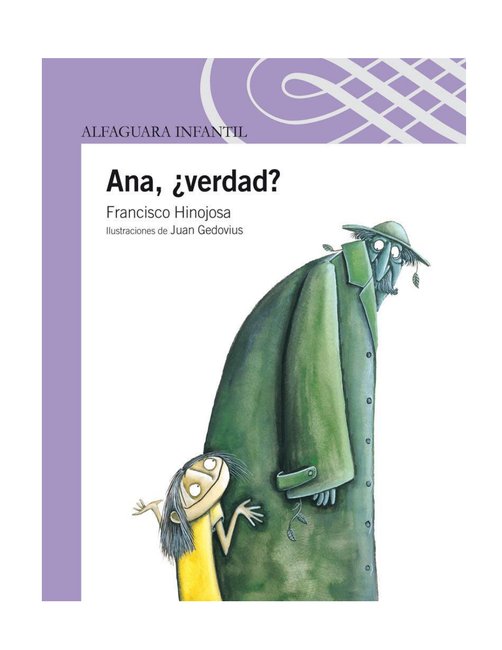 ALFAGUARA INFANTIL
Ana, ¿verdad?
Francisco Hinojosa
Ilustraciones de Juan Gedovius